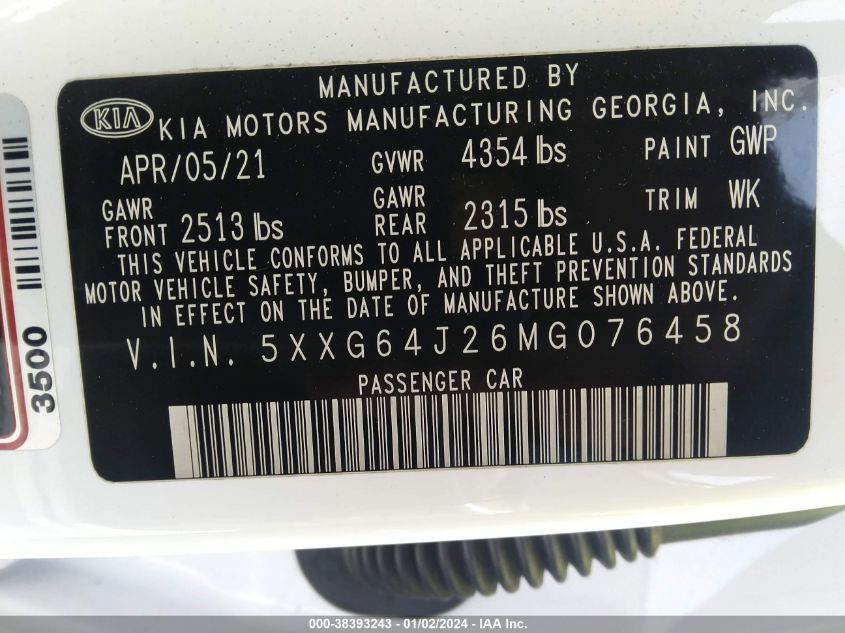 MANUFACTURED BY
KIA KIA MOTORS MANUFACTURING GEORGIA, INC.
APR/05/21 GVWR 4354 lbs PAINT GWP
GAWR FRONT 2513 lbs GAWR REAR 2315 lbs TRIM WK
THIS VEHICLE CONFORMS TO ALL APPLICABLE U.S.A. FEDERAL
MOTOR VEHICLE SAFETY, BUMPER, AND THEFT PREVENTION STANDARDS
IN EFFECT ON THE DATE OF MANUFACTURE SHOWN ABOVE.
V.I.N. 5XXG64J26MG076458
PASSENGER CAR
3500
000-38393243 - 01/02/2024 - IAA Inc.